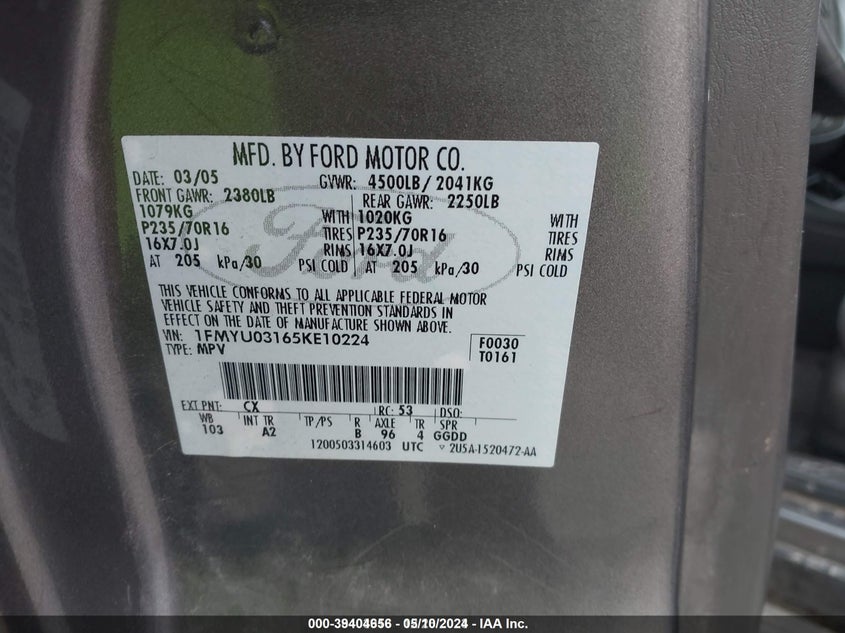 MFD. BY FORD MOTOR CO.
DATE: 03/05 GVWR: 4500LB/ 2041KG
FRONT GAWR: 2380LB REAR GAWR: 2250LB
1079KG WITH 1020KG WITH
P235/70R16 TIRES P235/70R16 TIRES
16X7.0J RIMS 16X7.0J RIMS
AT 205 kPa/30 PSI COLD AT 205 kPa/30 PSI COLD
Ford
THIS VEHICLE CONFORMS TO ALL APPLICABLE FEDERAL MOTOR
VEHICLE SAFETY AND THEFT PREVENTION STANDARDS IN
EFFECT ON THE DATE OF MANUFACTURE SHOWN ABOVE.
VIN: 1FMYU03165KE10224 F0030
TYPE: MPV T0161
EXT PNT: CX RC: 53 DSO:
WB INT TR TP/PS R AXLE TR SPR
103 A2 B 96 4 GGDD
1200503314603 UTC 2U5A-1520472-AA
- IAA Inc.